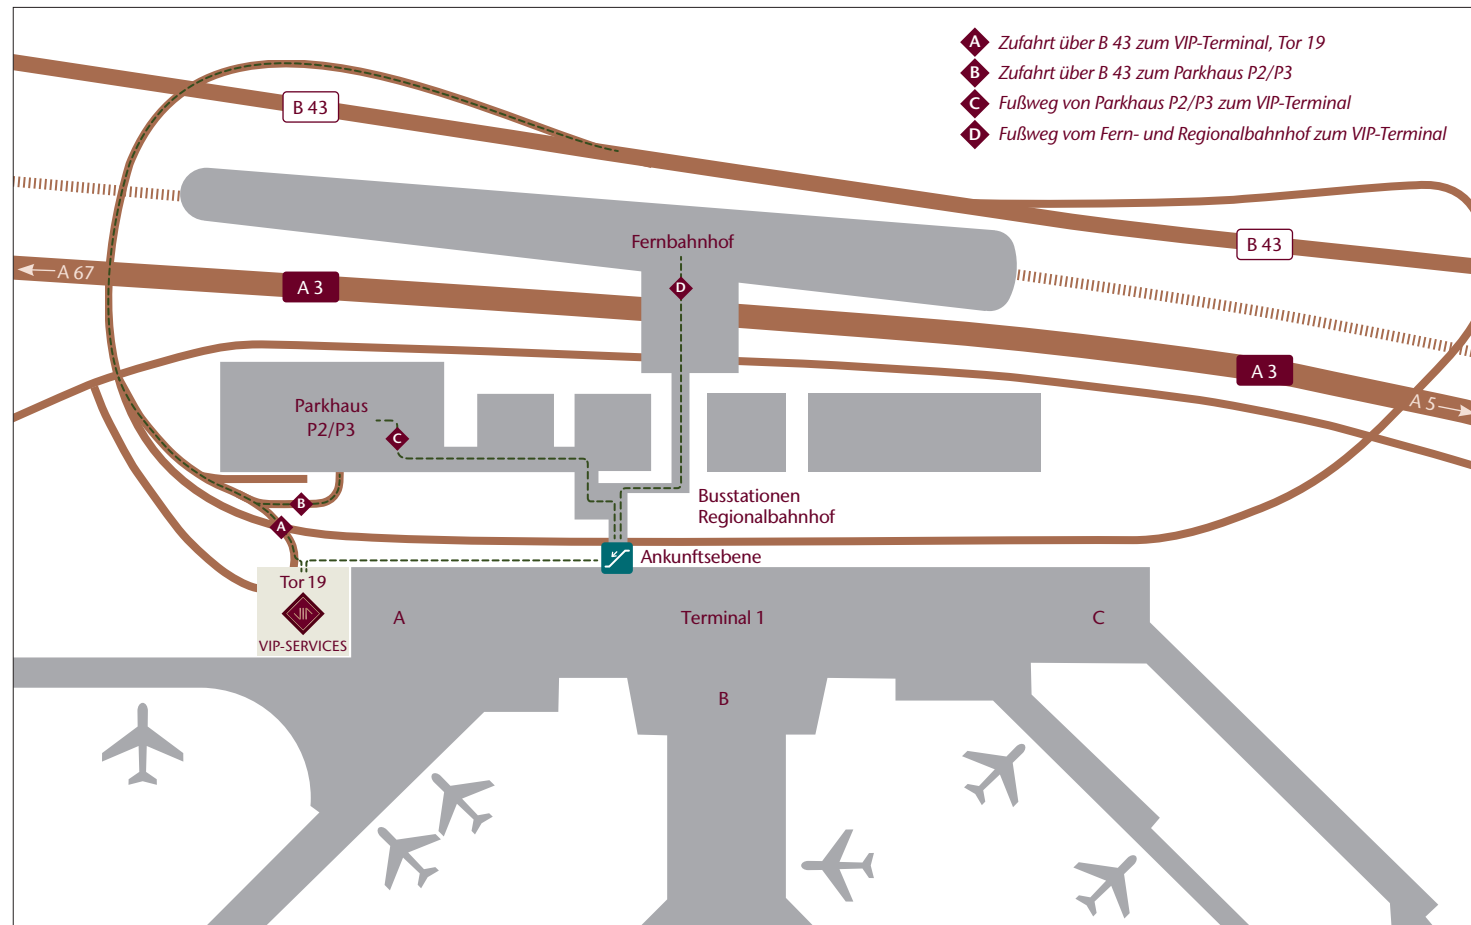 A Zufahrt über B 43 zum VIP-Terminal, Tor 19
B Zufahrt über B 43 zum Parkhaus P2/P3
C Fußweg von Parkhaus P2/P3 zum VIP-Terminal
D Fußweg vom Fern- und Regionalbahnhof zum VIP-Terminal
B 43
B 43
Fernbahnhof
A 67
A 3
D
A 3
A 5
Parkhaus
P2/P3
C
B
Busstationen
Regionalbahnhof
A
Ankunftsebene
Tor 19
VIP
VIP-SERVICES
A
Terminal 1
C
B